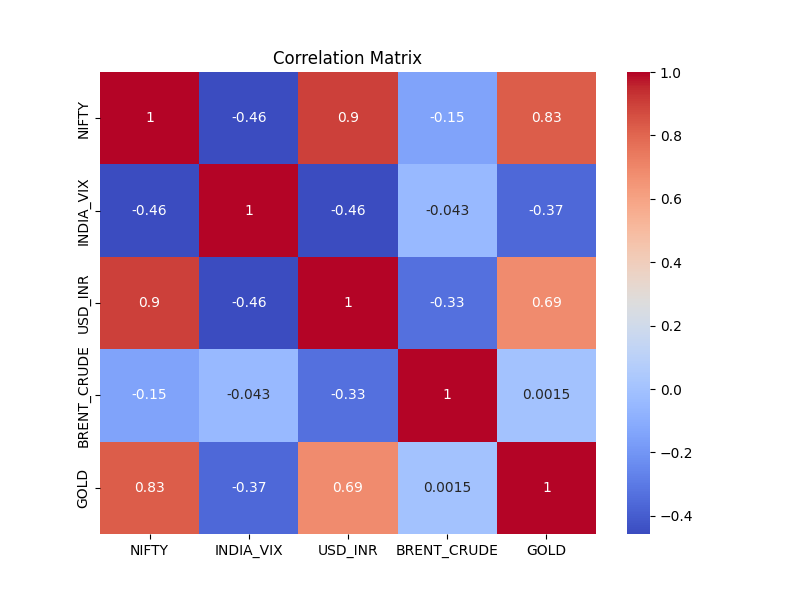 Correlation Matrix
NIFTY 1 -0.46 0.9 -0.15 0.83
INDIA_VIX -0.46 1 -0.46 -0.043 -0.37
USD_INR 0.9 -0.46 1 -0.33 0.69
BRENT_CRUDE -0.15 -0.043 -0.33 1 0.0015
GOLD 0.83 -0.37 0.69 0.0015 1
NIFTY INDIA_VIX USD_INR BRENT_CRUDE GOLD
1.0
0.8
0.6
0.4
0.2
0.0
−0.2
−0.4